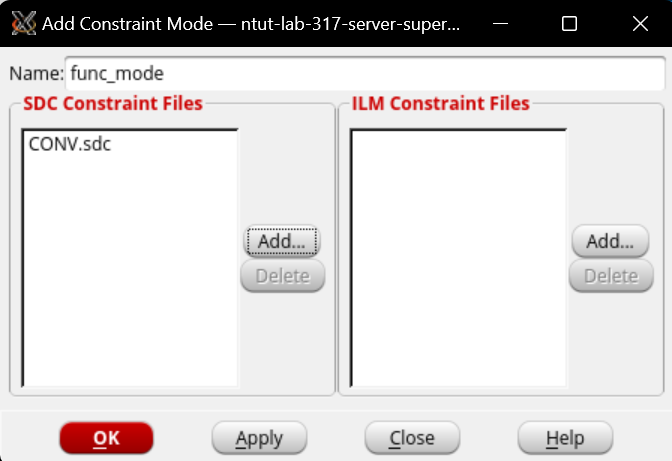 Add Constraint Mode — ntut-lab-317-server-super...
Name: func_mode
SDC Constraint Files
CONV.sdc
Add...
Delete
ILM Constraint Files
Add...
Delete
OK
Apply
Close
Help